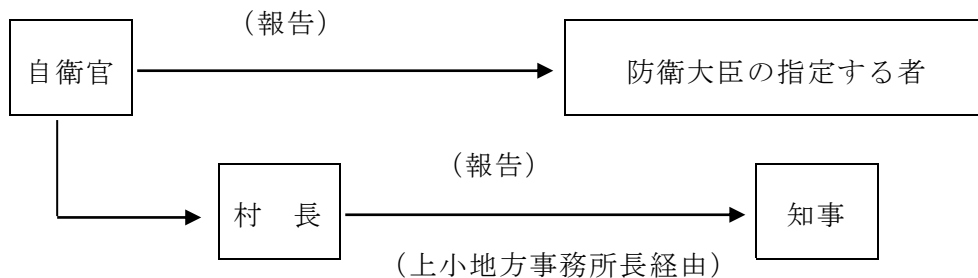 （報告）
自衛官
防衛大臣の指定する者
（報告）
村　長
知事
（上小地方事務所長経由）